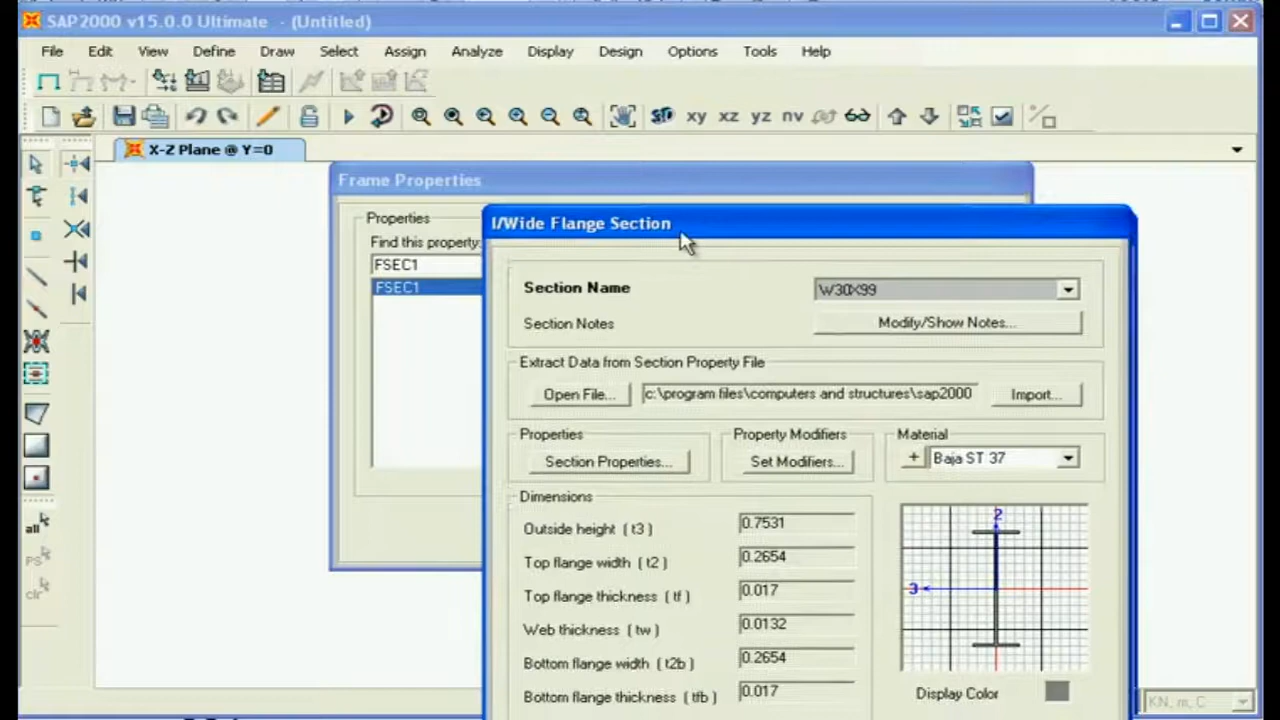 SAP2000 v15.0.0 Ultimate - (Untitled)
File Edit View Define Draw Select Assign Analyze Display Design Options Tools Help
3D xy xz yz nv
X-Z Plane @ Y=0
Frame Properties
Properties
Find this property:
FSEC1
FSEC1
I/Wide Flange Section
Section Name W30X99
Section Notes Modify/Show Notes...
Extract Data from Section Property File
Open File... c:\program files\computers and structures\sap2000 Import...
Properties Property Modifiers Material
Section Properties... Set Modifiers... + Baja ST 37
Dimensions
Outside height ( t3 ) 0.7531
Top flange width ( t2 ) 0.2654
Top flange thickness ( tf ) 0.017
Web thickness ( tw ) 0.0132
Bottom flange width ( t2b ) 0.2654
Bottom flange thickness ( tfb ) 0.017
2
3
Display Color
all
PS
clr
KN, m, C